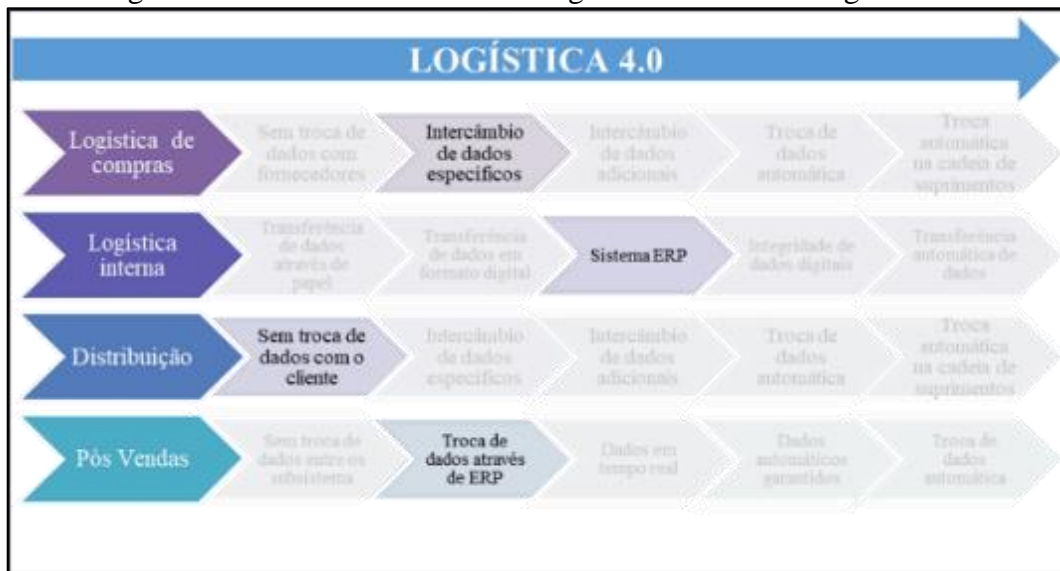 LOGÍSTICA 4.0
Logística de
compras
Sem troca de
dados com
fornecedores
Intercâmbio
de dados
específicos
Intercâmbio
de dados
adicionais
Troca de
dados
automática
Troca
automática
na cadeia de
suprimentos
Logística
interna
Transferência
de dados
através de
papel
Transferência
de dados em
formato digital
Sistema ERP
Integridade de
dados digitais
Transferência
automática de
dados
Distribuição
Sem troca de
dados com o
cliente
Intercâmbio
de dados
específicos
Intercâmbio
de dados
adicionais
Troca de
dados
automática
Troca
automática
na cadeia de
suprimentos
Pós Vendas
Sem troca de
dados entre os
subsistema
Troca de
dados através
de ERP
Dados em
tempo real
Dados
automáticos
garantidos
Troca de
dados
automática